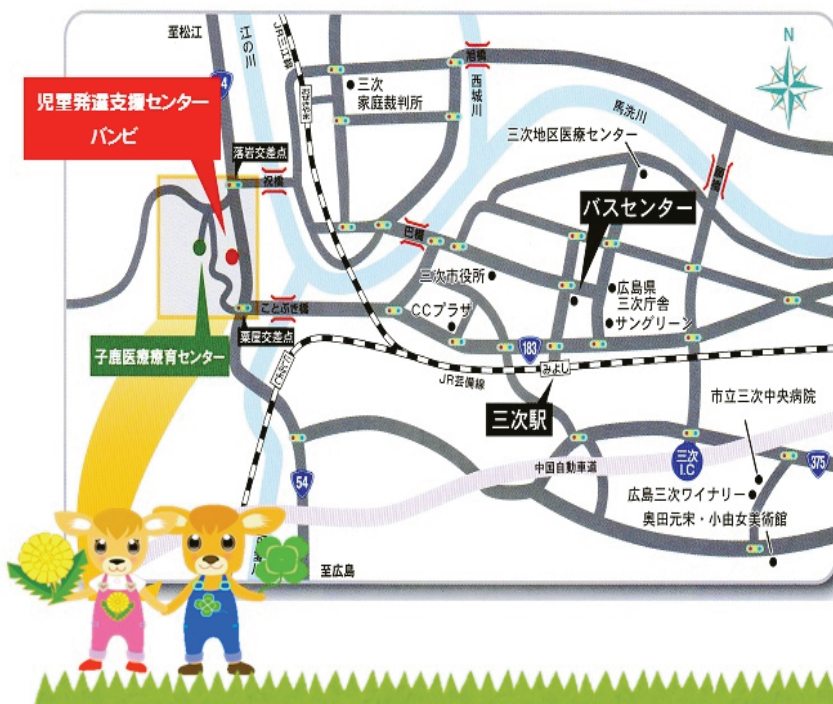 至松江
江の川
JR三江線
旭橋
西城川
N
三次
家庭裁判所
馬洗川
児童発達支援センター
バンビ
三次地区医療センター
落岩交差点
祝橋
バスセンター
巴橋
三次市役所
広島県
三次庁舎
サングリーン
ことぶき橋
CCプラザ
粟屋交差点
183
子鹿医療療育センター
JR芸備線
みよし
三次駅
市立三次中央病院
三次
I.C
375
中国自動車道
54
広島三次ワイナリー
奥田元宋・小由女美術館
至広島